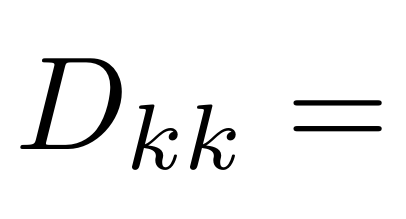 D_{kk} =